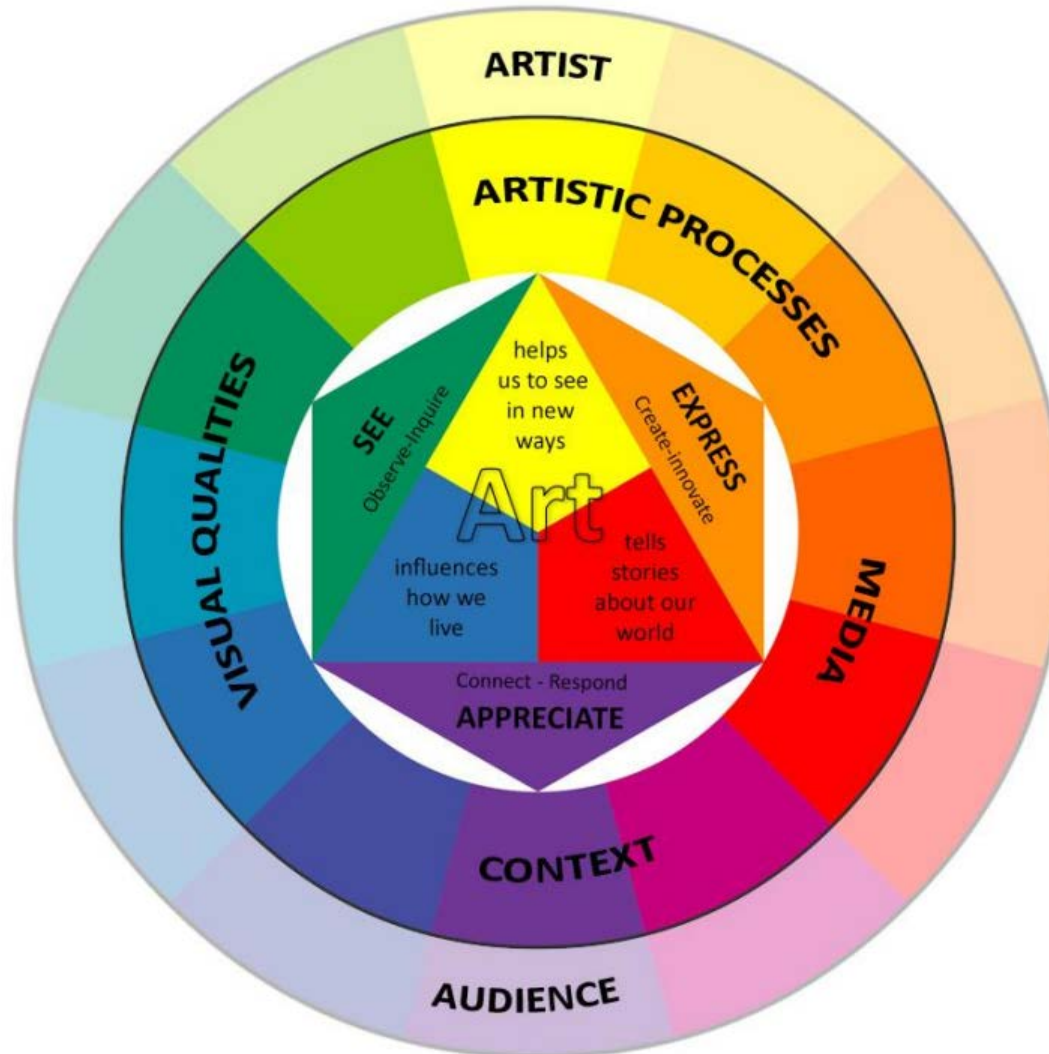 ARTIST
ARTISTIC PROCESSES
helps
us to see
in new
ways
SEE
Observe-Inquire
EXPRESS
Create-innovate
Art
VISUAL QUALITIES
influences
how we
live
tells
stories
about our
world
MEDIA
Connect - Respond
APPRECIATE
CONTEXT
AUDIENCE